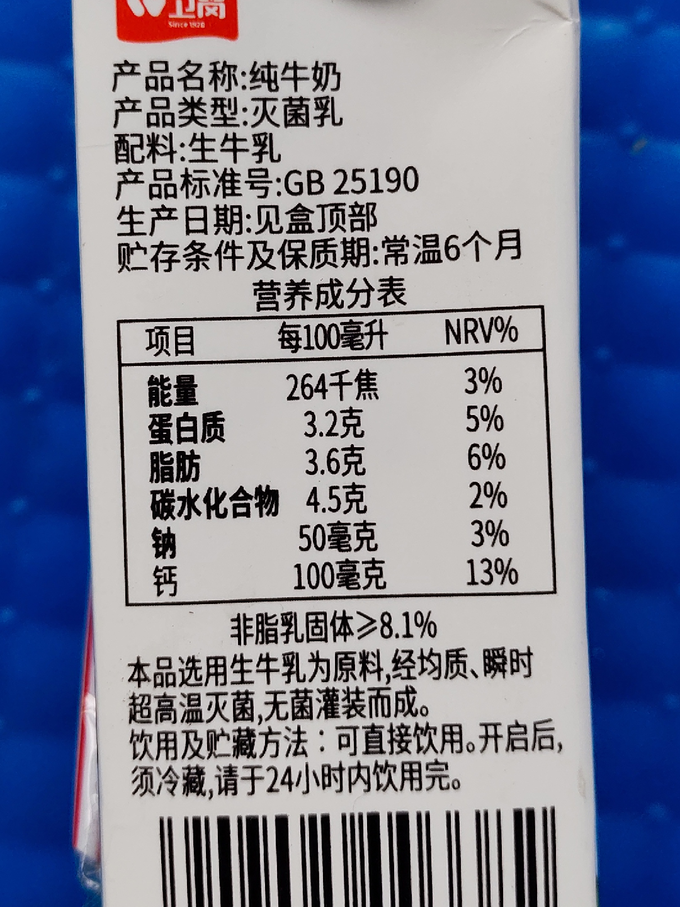 卫岗
Since 1928
产品名称:纯牛奶
产品类型:灭菌乳
配料:生牛乳
产品标准号:GB 25190
生产日期:见盒顶部
贮存条件及保质期:常温6个月
营养成分表
项目 每100毫升 NRV%
能量 264千焦 3%
蛋白质 3.2克 5%
脂肪 3.6克 6%
碳水化合物 4.5克 2%
钠 50毫克 3%
钙 100毫克 13%
非脂乳固体≥8.1%
本品选用生牛乳为原料,经均质、瞬时
超高温灭菌,无菌灌装而成。
饮用及贮藏方法：可直接饮用。开启后,
须冷藏,请于24小时内饮用完。